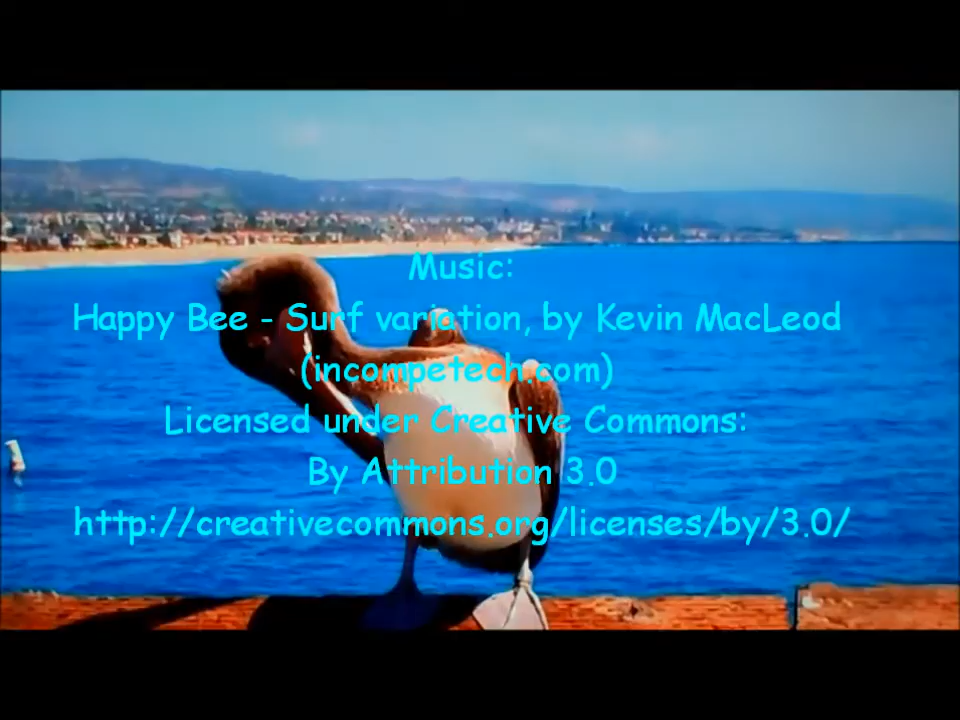 Music:
Happy Bee - Surf variation, by Kevin MacLeod
(incompetech.com)
Licensed under Creative Commons:
By Attribution 3.0
http://creativecommons.org/licenses/by/3.0/